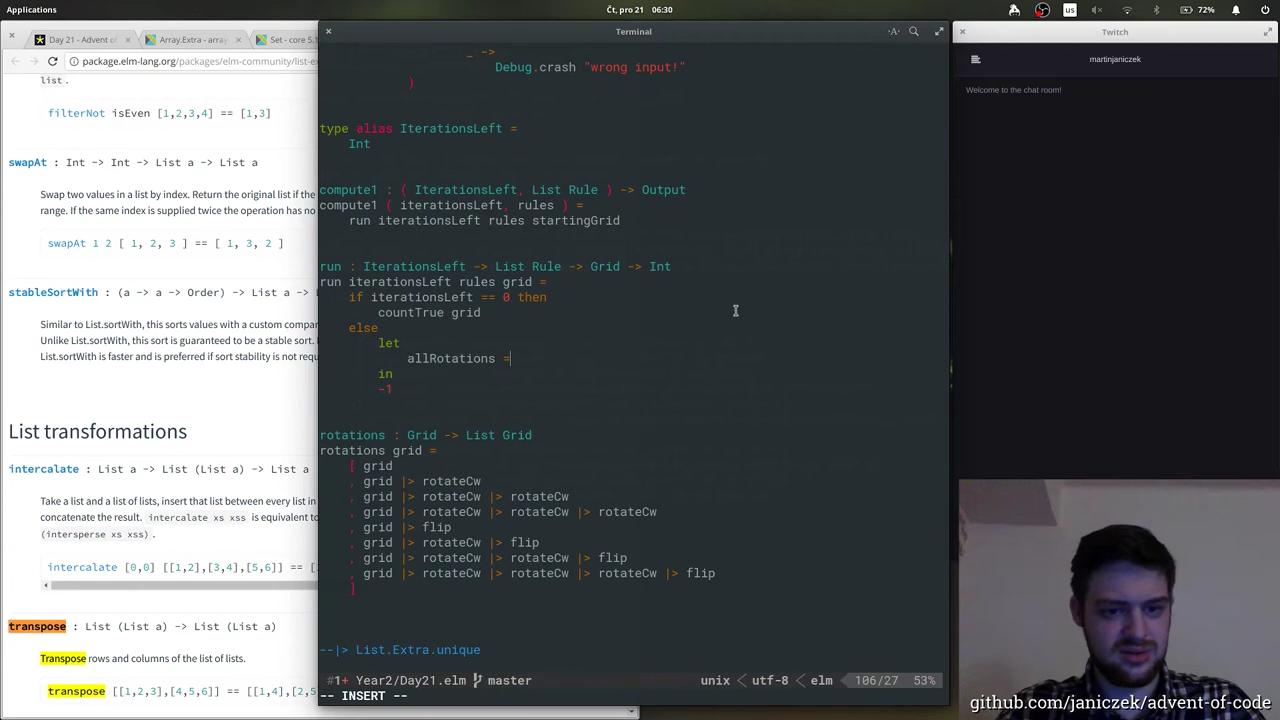 Applications
Čt, pro 21 06:30
us
72%
Day 21 - Advent o
Array.Extra - array
Set - core 5.1
package.elm-lang.org/packages/elm-community/list-ex
list.
filterNot isEven [1,2,3,4] == [1,3]
swapAt : Int -> Int -> List a -> List a
Swap two values in a list by index. Return the original list if the
range. If the same index is supplied twice the operation has no
swapAt 1 2 [ 1, 2, 3 ] == [ 1, 3, 2 ]
stableSortWith : (a -> a -> Order) -> List a -> L
Similar to List.sortWith, this sorts values with a custom compar
Unlike List.sortWith, this sort is guaranteed to be a stable sort.
List.sortWith is faster and is preferred if sort stability is not requ
List transformations
intercalate : List a -> List (List a) -> List a
Take a list and a list of lists, insert that list between every list in
concatenate the result. intercalate xs xss is equivalent to
(intersperse xs xss).
intercalate [0,0] [[1,2],[3,4],[5,6]] == [
transpose : List (List a) -> List (List a)
Transpose rows and columns of the list of lists.
transpose [[1,2,3],[4,5,6]] == [[1,4],[2,5
Terminal
_ ->
Debug.crash "wrong input!"
)
type alias IterationsLeft =
Int
compute1 : ( IterationsLeft, List Rule ) -> Output
compute1 ( iterationsLeft, rules ) =
run iterationsLeft rules startingGrid
run : IterationsLeft -> List Rule -> Grid -> Int
run iterationsLeft rules grid =
if iterationsLeft == 0 then
countTrue grid
else
let
allRotations =
in
-1
rotations : Grid -> List Grid
rotations grid =
[ grid
, grid |> rotateCw
, grid |> rotateCw |> rotateCw
, grid |> rotateCw |> rotateCw |> rotateCw
, grid |> flip
, grid |> rotateCw |> flip
, grid |> rotateCw |> rotateCw |> flip
, grid |> rotateCw |> rotateCw |> rotateCw |> flip
]
--|> List.Extra.unique
#1+ Year2/Day21.elm master
unix < utf-8 < elm 106/27 53%
-- INSERT --
Twitch
martinjaniczek
Welcome to the chat room!
github.com/janiczek/advent-of-code